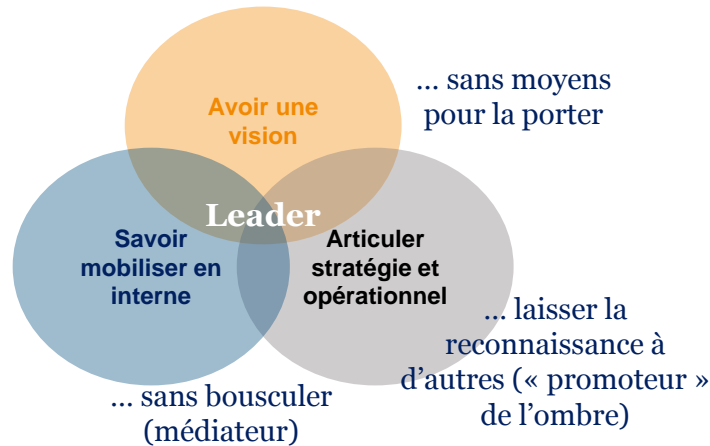 Avoir une
vision
... sans moyens
pour la porter
Leader
Savoir
mobiliser en
interne
Articuler
stratégie et
opérationnel
... laisser la
reconnaissance à
d'autres (« promoteur »
de l'ombre)
... sans bousculer
(médiateur)